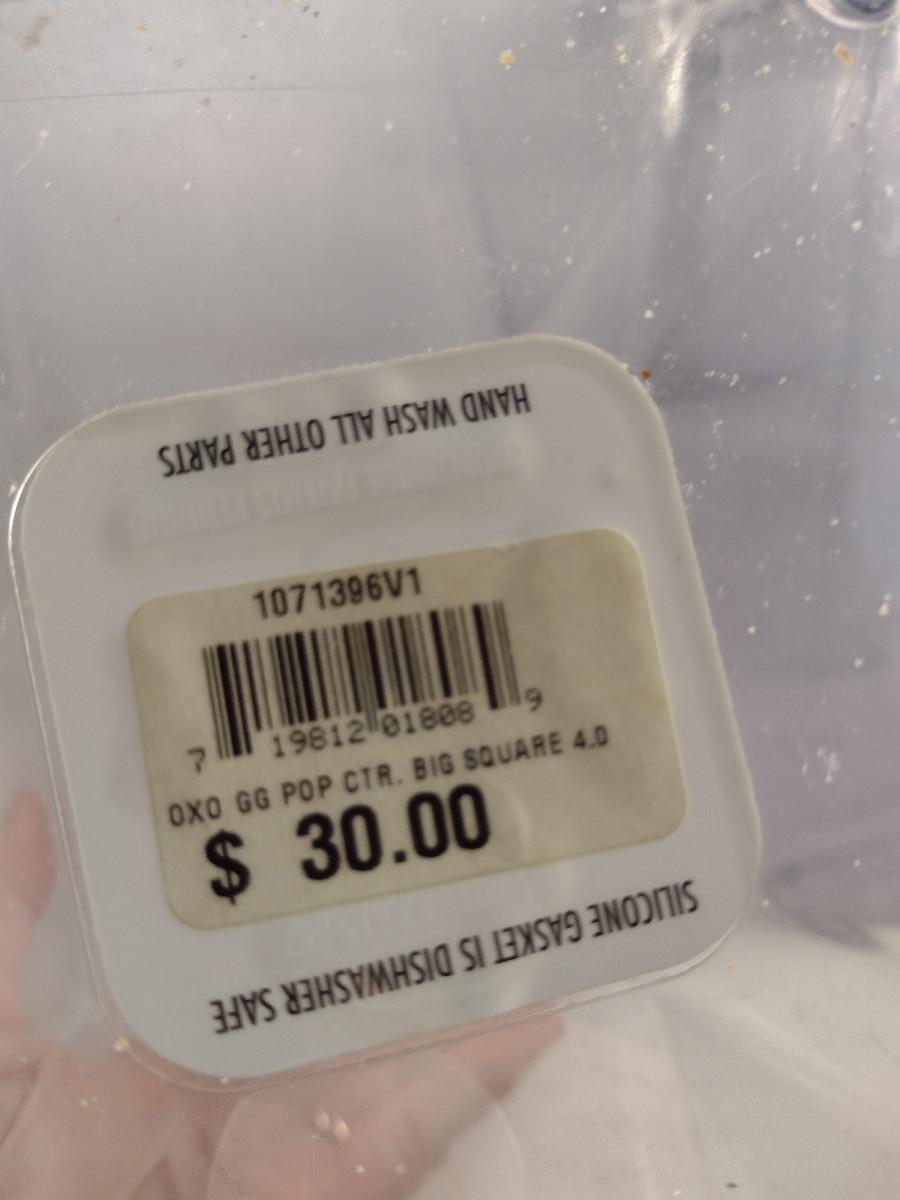 HAND WASH ALL OTHER PARTS
1071396V1
7 19812 01808 9
OXO GG POP CTR. BIG SQUARE 4.0
$ 30.00
SILICONE GASKET IS DISHWASHER SAFE